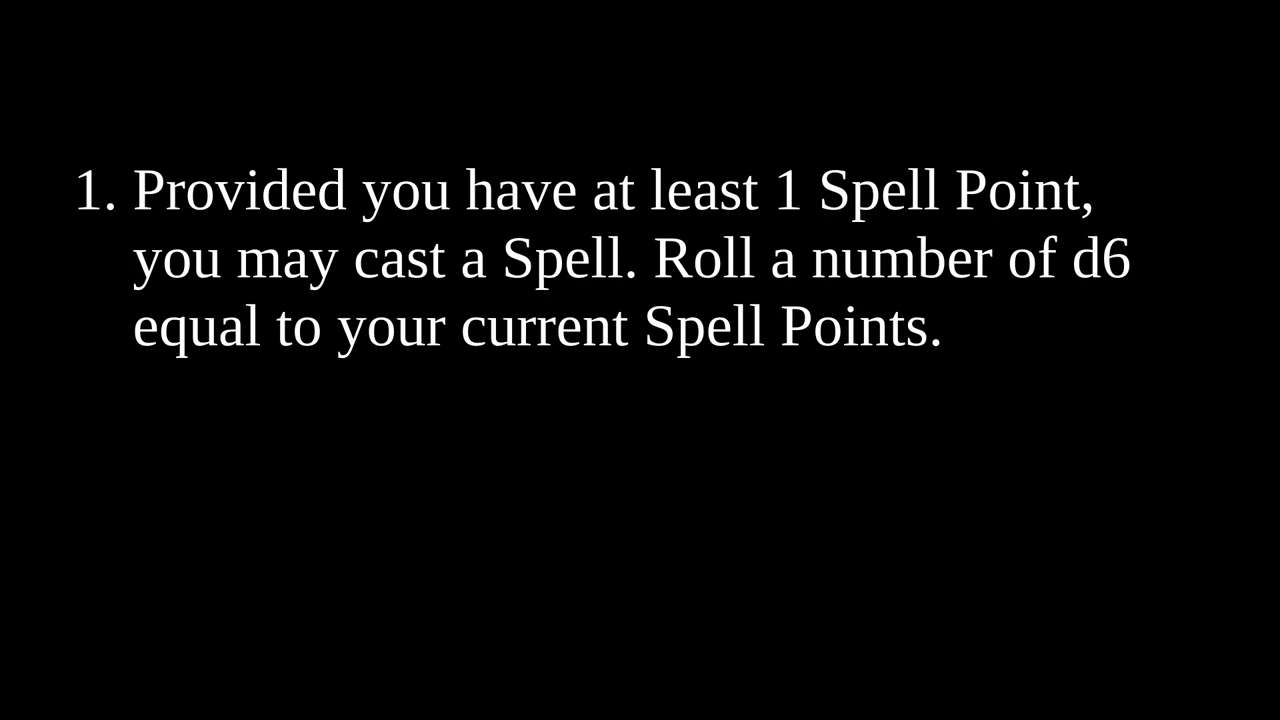 1. Provided you have at least 1 Spell Point,
you may cast a Spell. Roll a number of d6
equal to your current Spell Points.